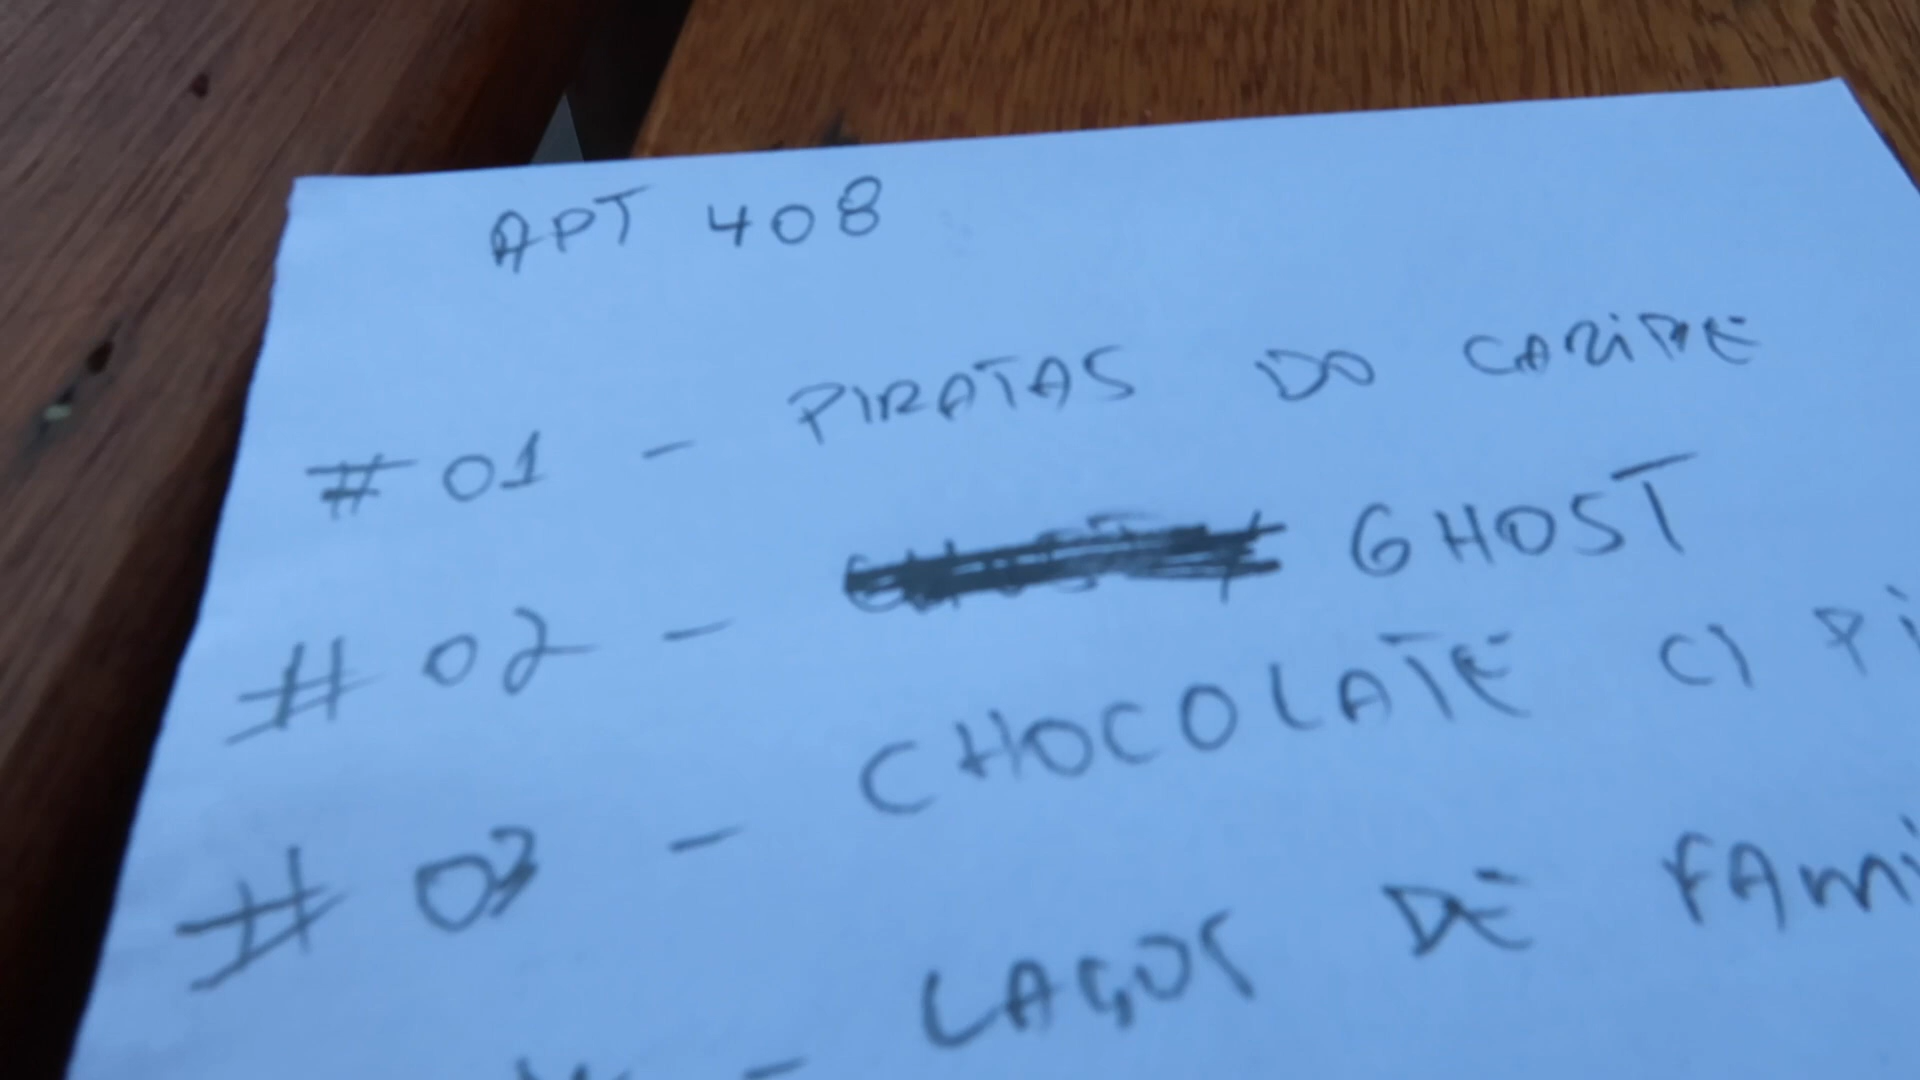 APT 408
#01 - PIRATAS DO CARIBE
#02 - GHOST
#03 - CHOCOLATE C/
- LAÇOS DE